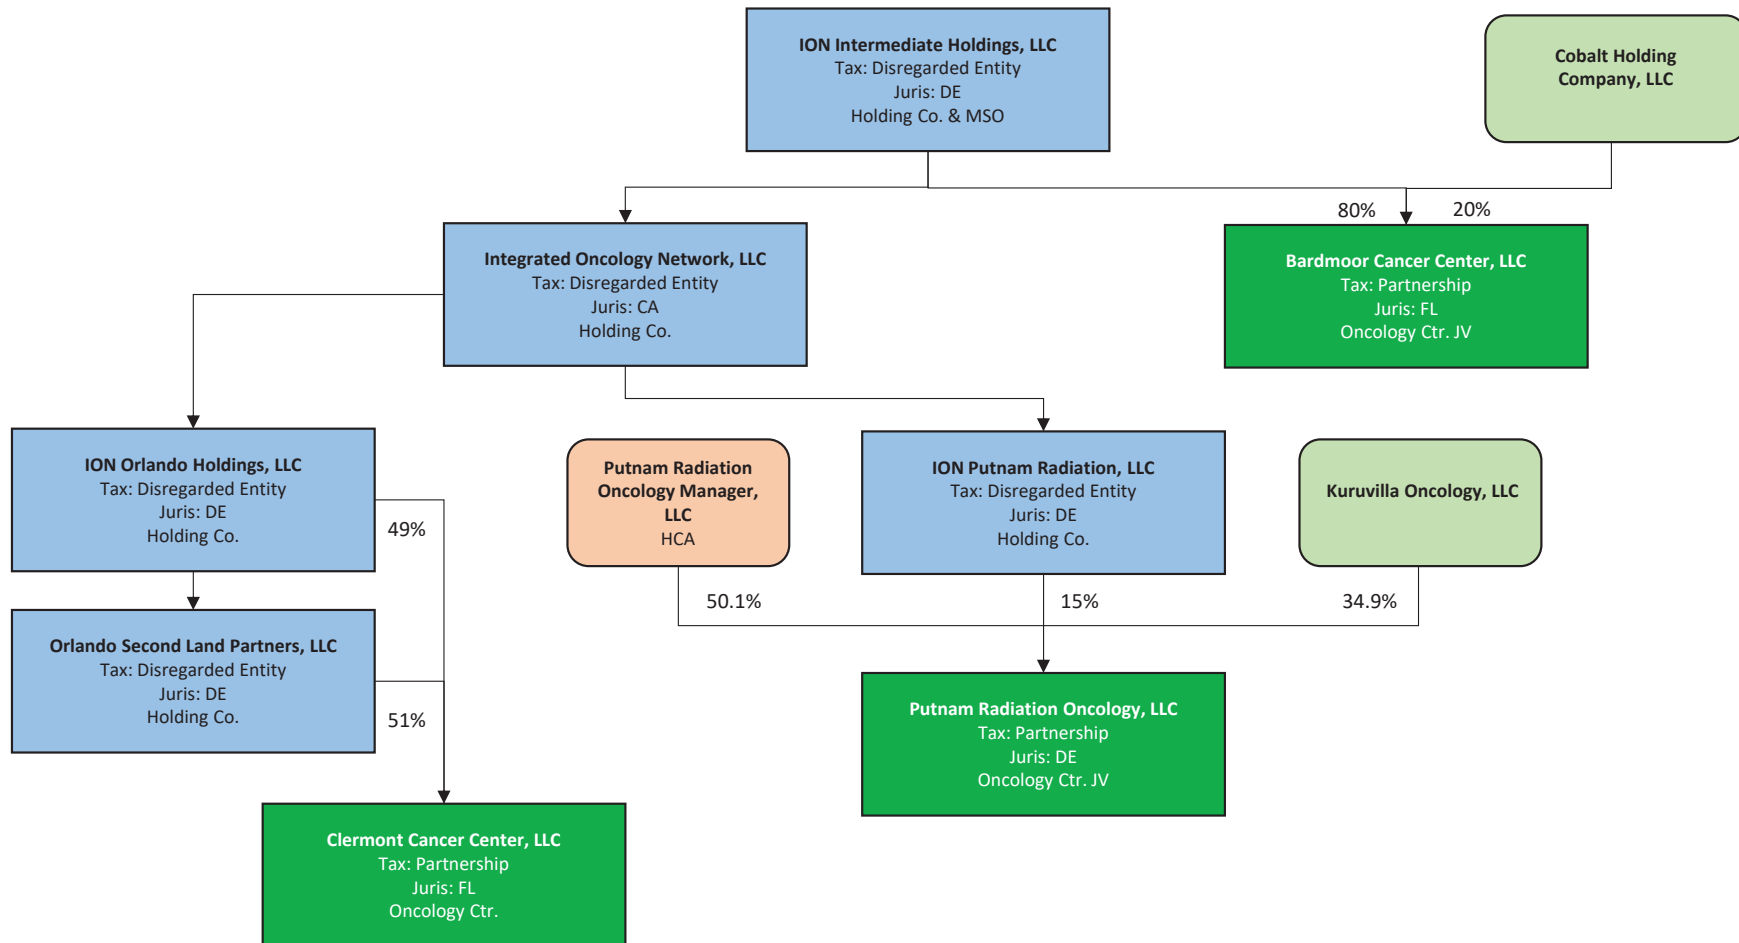 ION Intermediate Holdings, LLC
Tax: Disregarded Entity
Juris: DE
Holding Co. & MSO
Cobalt Holding
Company, LLC
80%
20%
Integrated Oncology Network, LLC
Tax: Disregarded Entity
Juris: CA
Holding Co.
Bardmoor Cancer Center, LLC
Tax: Partnership
Juris: FL
Oncology Ctr. JV
ION Orlando Holdings, LLC
Tax: Disregarded Entity
Juris: DE
Holding Co.
49%
Putnam Radiation
Oncology Manager,
LLC
HCA
ION Putnam Radiation, LLC
Tax: Disregarded Entity
Juris: DE
Holding Co.
Kuruvilla Oncology, LLC
50.1%
15%
34.9%
Orlando Second Land Partners, LLC
Tax: Disregarded Entity
Juris: DE
Holding Co.
51%
Putnam Radiation Oncology, LLC
Tax: Partnership
Juris: DE
Oncology Ctr. JV
Clermont Cancer Center, LLC
Tax: Partnership
Juris: FL
Oncology Ctr.